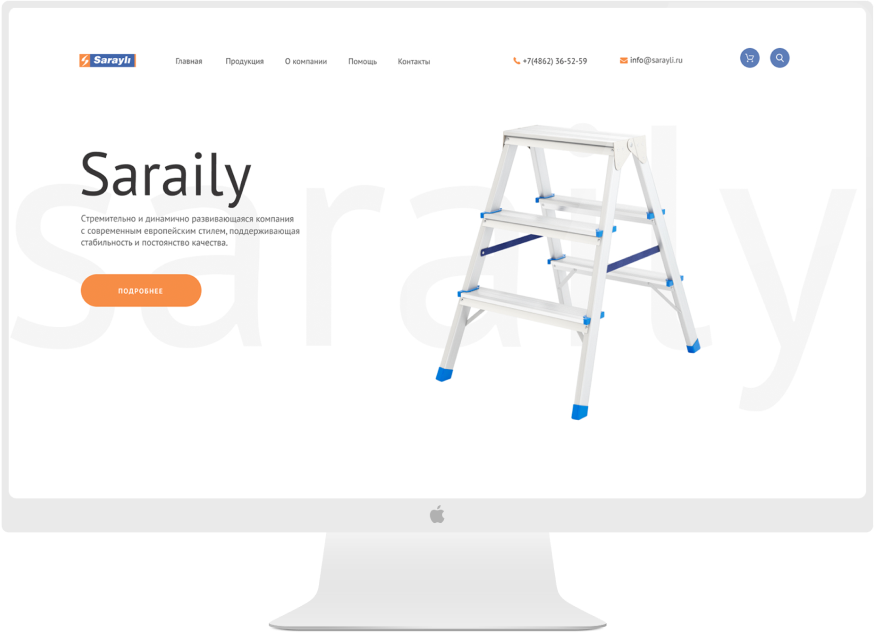 Saraylı
Главная
Продукция
О компании
Помощь
Контакты
+7(4862) 36-52-59
info@sarayli.ru
saraily
Saraily
Стремительно и динамично развивающаяся компания
с современным европейским стилем, поддерживающая
стабильность и постоянство качества.
ПОДРОБНЕЕ